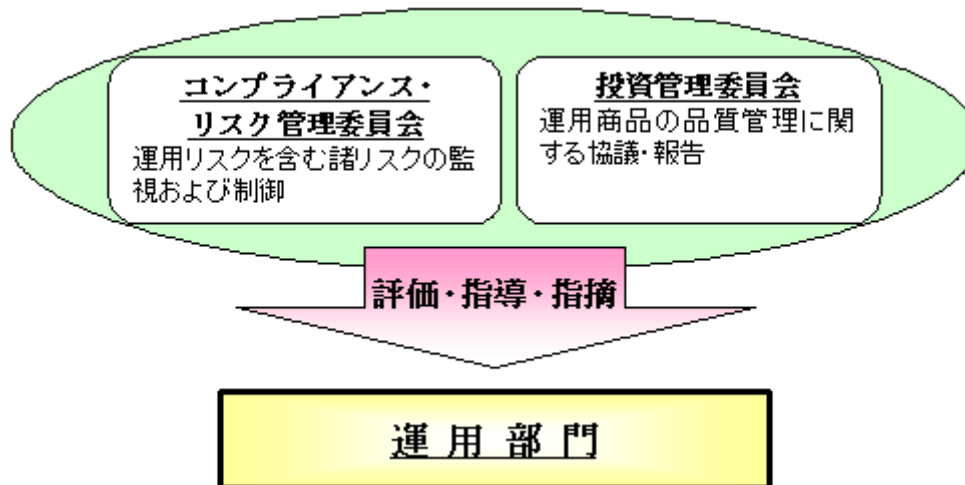 コンプライアンス・
リスク管理委員会
運用リスクを含む諸リスクの監
視および制御
投資管理委員会
運用商品の品質管理に関
する協議・報告
評価・指導・指摘
運用部門